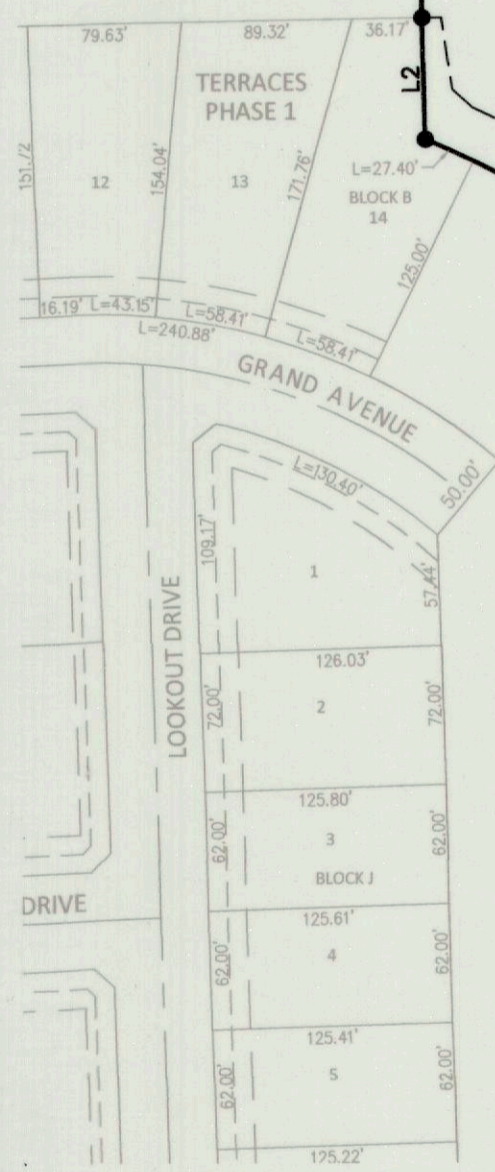 79.63'
89.32'
36.17'
L2
TERRACES
PHASE 1
151.72
12
154.04'
13
171.76'
L=27.40'
BLOCK B
14
125.00'
16.19'
L=43.15'
L=58.41'
L=58.41'
L=240.88'
GRAND AVENUE
50.00'
L=130.40'
109.17'
1
57.44'
LOOKOUT DRIVE
126.03'
72.00'
2
72.00'
125.80'
62.00'
3
62.00'
BLOCK J
DRIVE
125.61'
62.00'
4
62.00'
125.41'
62.00'
5
62.00'
125.22'